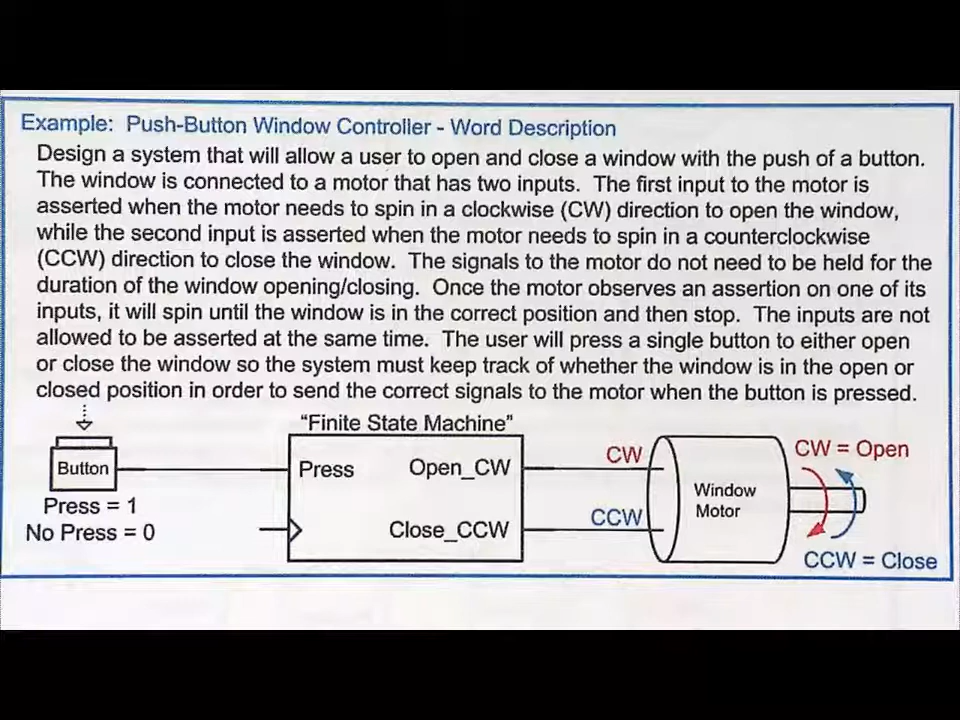 Example: Push-Button Window Controller - Word Description
Design a system that will allow a user to open and close a window with the push of a button.
The window is connected to a motor that has two inputs. The first input to the motor is
asserted when the motor needs to spin in a clockwise (CW) direction to open the window,
while the second input is asserted when the motor needs to spin in a counterclockwise
(CCW) direction to close the window. The signals to the motor do not need to be held for the
duration of the window opening/closing. Once the motor observes an assertion on one of its
inputs, it will spin until the window is in the correct position and then stop. The inputs are not
allowed to be asserted at the same time. The user will press a single button to either open
or close the window so the system must keep track of whether the window is in the open or
closed position in order to send the correct signals to the motor when the button is pressed.
"Finite State Machine"
Button
Press = 1
No Press = 0
Press
Open_CW
Close_CCW
CW
CCW
Window
Motor
CW = Open
CCW = Close